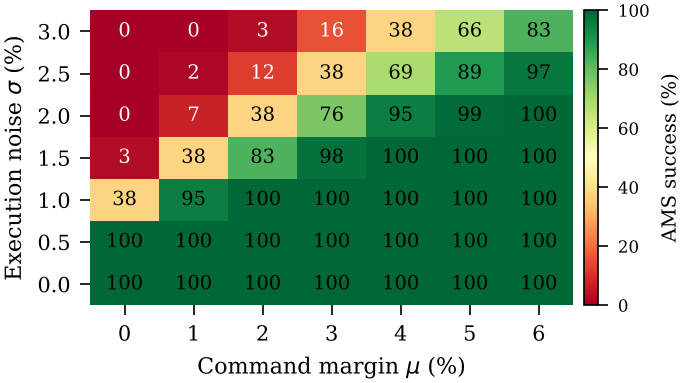 3.0 0 0 3 16 38 66 83
2.5 0 2 12 38 69 89 97
2.0 0 7 38 76 95 99 100
1.5 3 38 83 98 100 100 100
1.0 38 95 100 100 100 100 100
0.5 100 100 100 100 100 100 100
0.0 100 100 100 100 100 100 100
0 1 2 3 4 5 6
Command margin μ (%)
Execution noise σ (%)
100
80
60
40
20
0
AMS success (%)